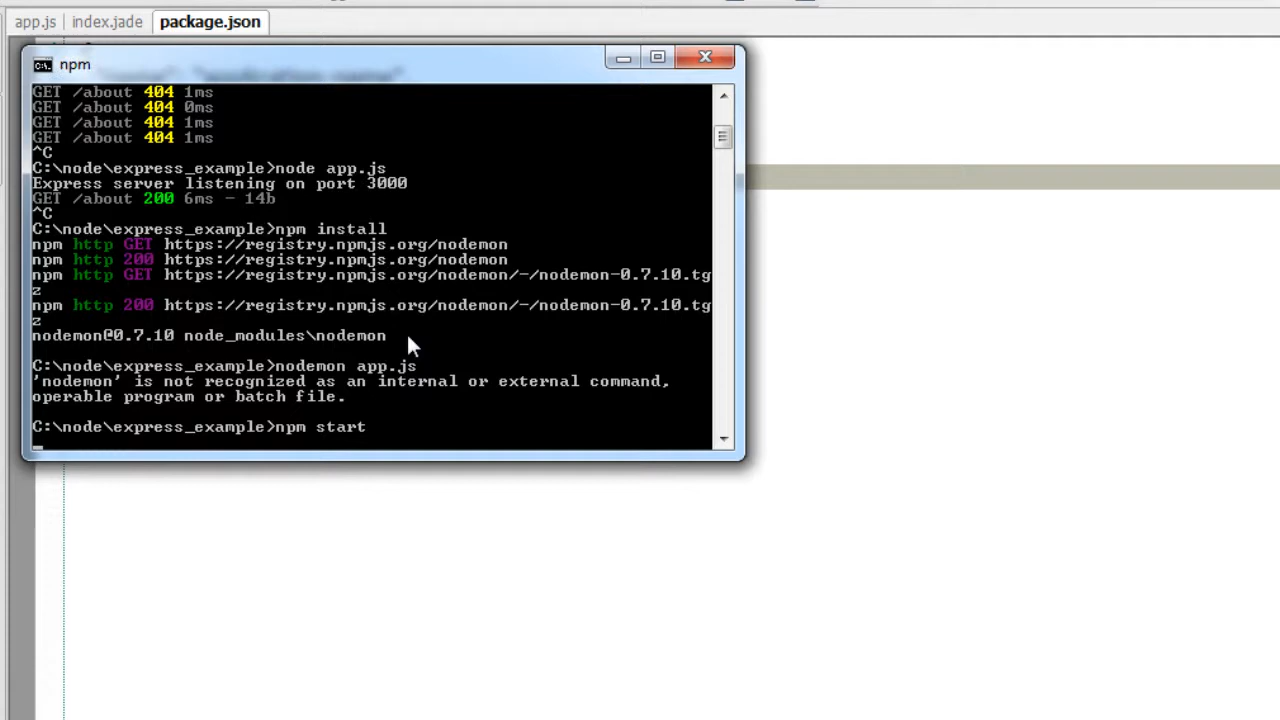 app.js index.jade package.json
npm
GET /about 404 1ms
GET /about 404 0ms
GET /about 404 1ms
GET /about 404 1ms
^C
C:\node\express_example>node app.js
Express server listening on port 3000
GET /about 200 6ms - 14b
^C
C:\node\express_example>npm install
npm http GET https://registry.npmjs.org/nodemon
npm http 200 https://registry.npmjs.org/nodemon
npm http GET https://registry.npmjs.org/nodemon/-/nodemon-0.7.10.tg
z
npm http 200 https://registry.npmjs.org/nodemon/-/nodemon-0.7.10.tg
z
nodemon@0.7.10 node_modules\nodemon
C:\node\express_example>nodemon app.js
'nodemon' is not recognized as an internal or external command,
operable program or batch file.
C:\node\express_example>npm start